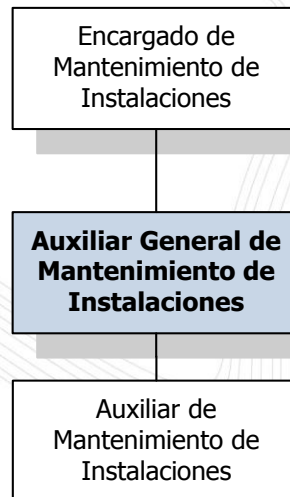 Encargado de
Mantenimiento de
Instalaciones
Auxiliar General de
Mantenimiento de
Instalaciones
Auxiliar de
Mantenimiento de
Instalaciones